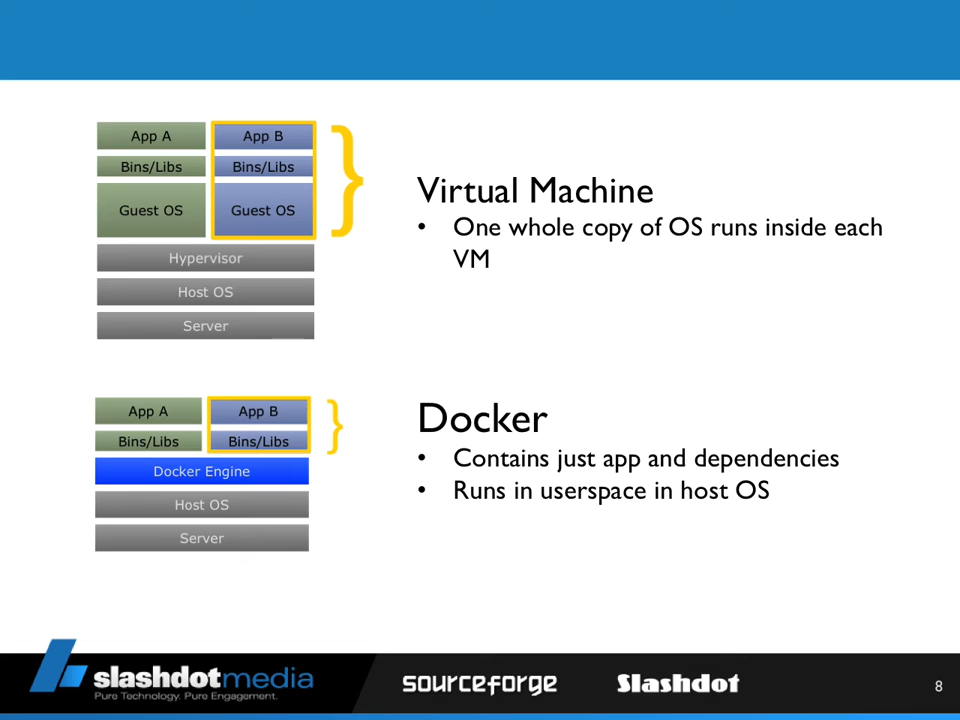 App A App B
Bins/Libs Bins/Libs
Guest OS Guest OS
Hypervisor
Host OS
Server
Virtual Machine
• One whole copy of OS runs inside each
VM
App A App B
Bins/Libs Bins/Libs
Docker Engine
Host OS
Server
Docker
• Contains just app and dependencies
• Runs in userspace in host OS
slashdotmedia
Pure Technology. Pure Engagement.
sourceforge
Slashdot
8